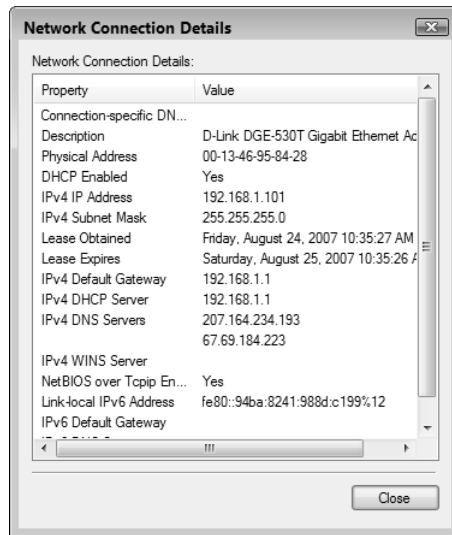 Network Connection Details
Network Connection Details:
Property Value
Connection-specific DN...
Description D-Link DGE-530T Gigabit Ethernet Ac
Physical Address 00-13-46-95-84-28
DHCP Enabled Yes
IPv4 IP Address 192.168.1.101
IPv4 Subnet Mask 255.255.255.0
Lease Obtained Friday, August 24, 2007 10:35:27 AM
Lease Expires Saturday, August 25, 2007 10:35:26 A
IPv4 Default Gateway 192.168.1.1
IPv4 DHCP Server 192.168.1.1
IPv4 DNS Servers 207.164.234.193
67.69.184.223
IPv4 WINS Server
NetBIOS over Tcpip En... Yes
Link-local IPv6 Address fe80::94ba:8241:988d:c199%12
IPv6 Default Gateway
Close